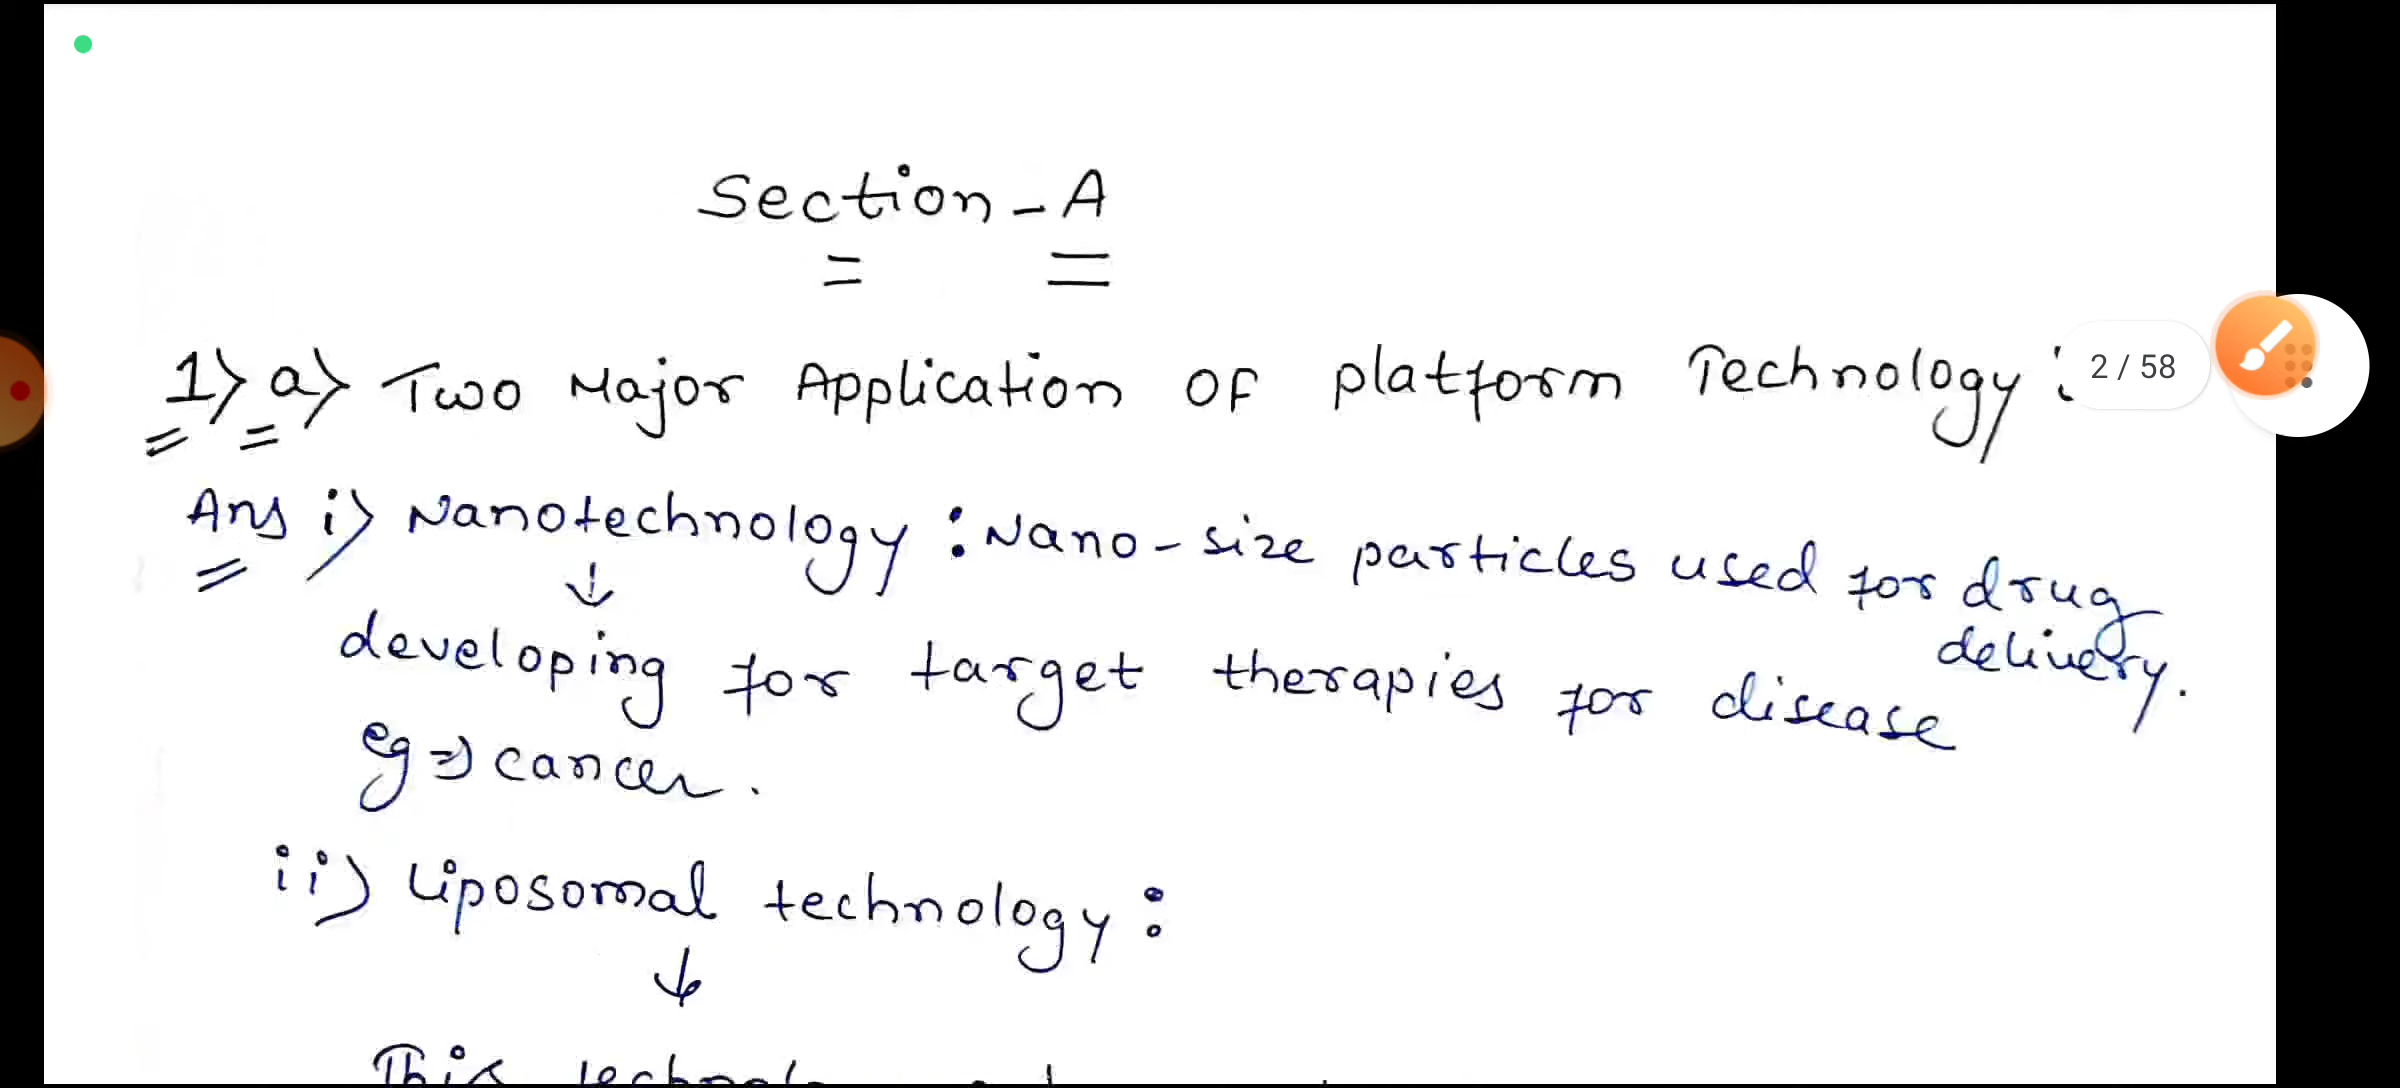 Section - A
1) a) Two Major Application OF platform Technology :
2 / 58
Ans i) Nanotechnology : Nano-size particles used for drug
delivery.
↓
developing for target therapies for disease
eg => cancer.
ii) Liposomal technology :
↓
This